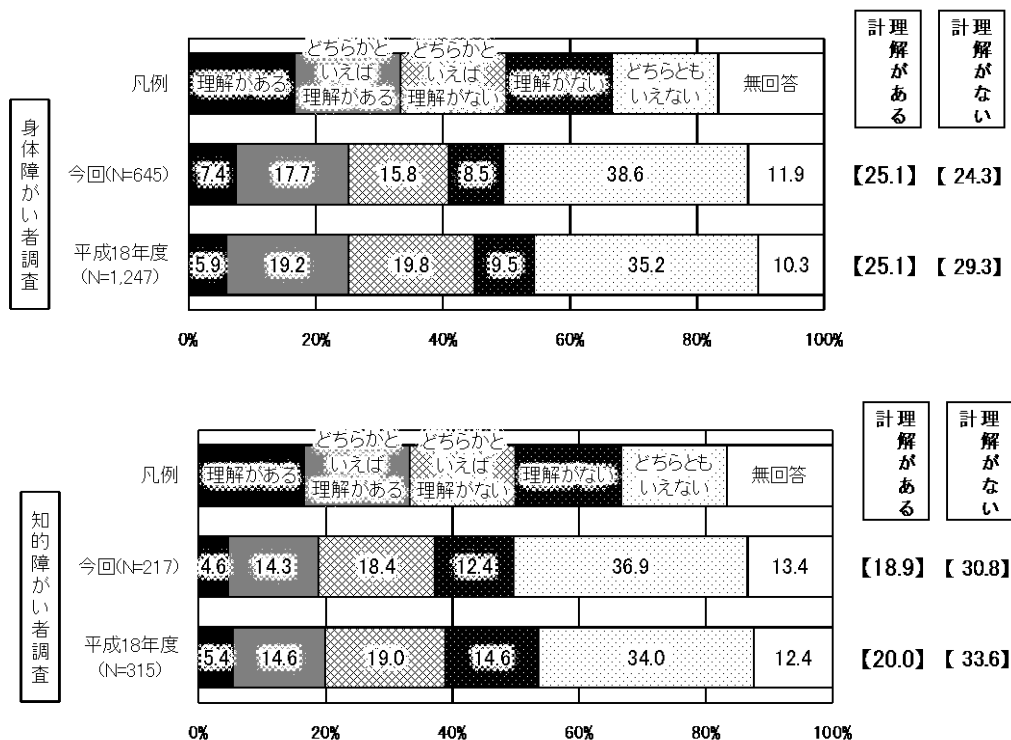 理解がある計
理解がない計
身体障がい者調査
凡例
理解がある
どちらかと
いえば
理解がある
どちらかと
いえば
理解がない
理解がない
どちらとも
いえない
無回答
今回(N=645)
7.4 17.7 15.8 8.5 38.6 11.9 【25.1】 【 24.3】
平成18年度
(N=1,247)
5.9 19.2 19.8 9.5 35.2 10.3 【25.1】 【 29.3】
0% 20% 40% 60% 80% 100%
理解がある計
理解がない計
知的障がい者調査
凡例
理解がある
どちらかと
いえば
理解がある
どちらかと
いえば
理解がない
理解がない
どちらとも
いえない
無回答
今回(N=217)
4.6 14.3 18.4 12.4 36.9 13.4 【18.9】 【 30.8】
平成18年度
(N=315)
5.4 14.6 19.0 14.6 34.0 12.4 【20.0】 【 33.6】
0% 20% 40% 60% 80% 100%